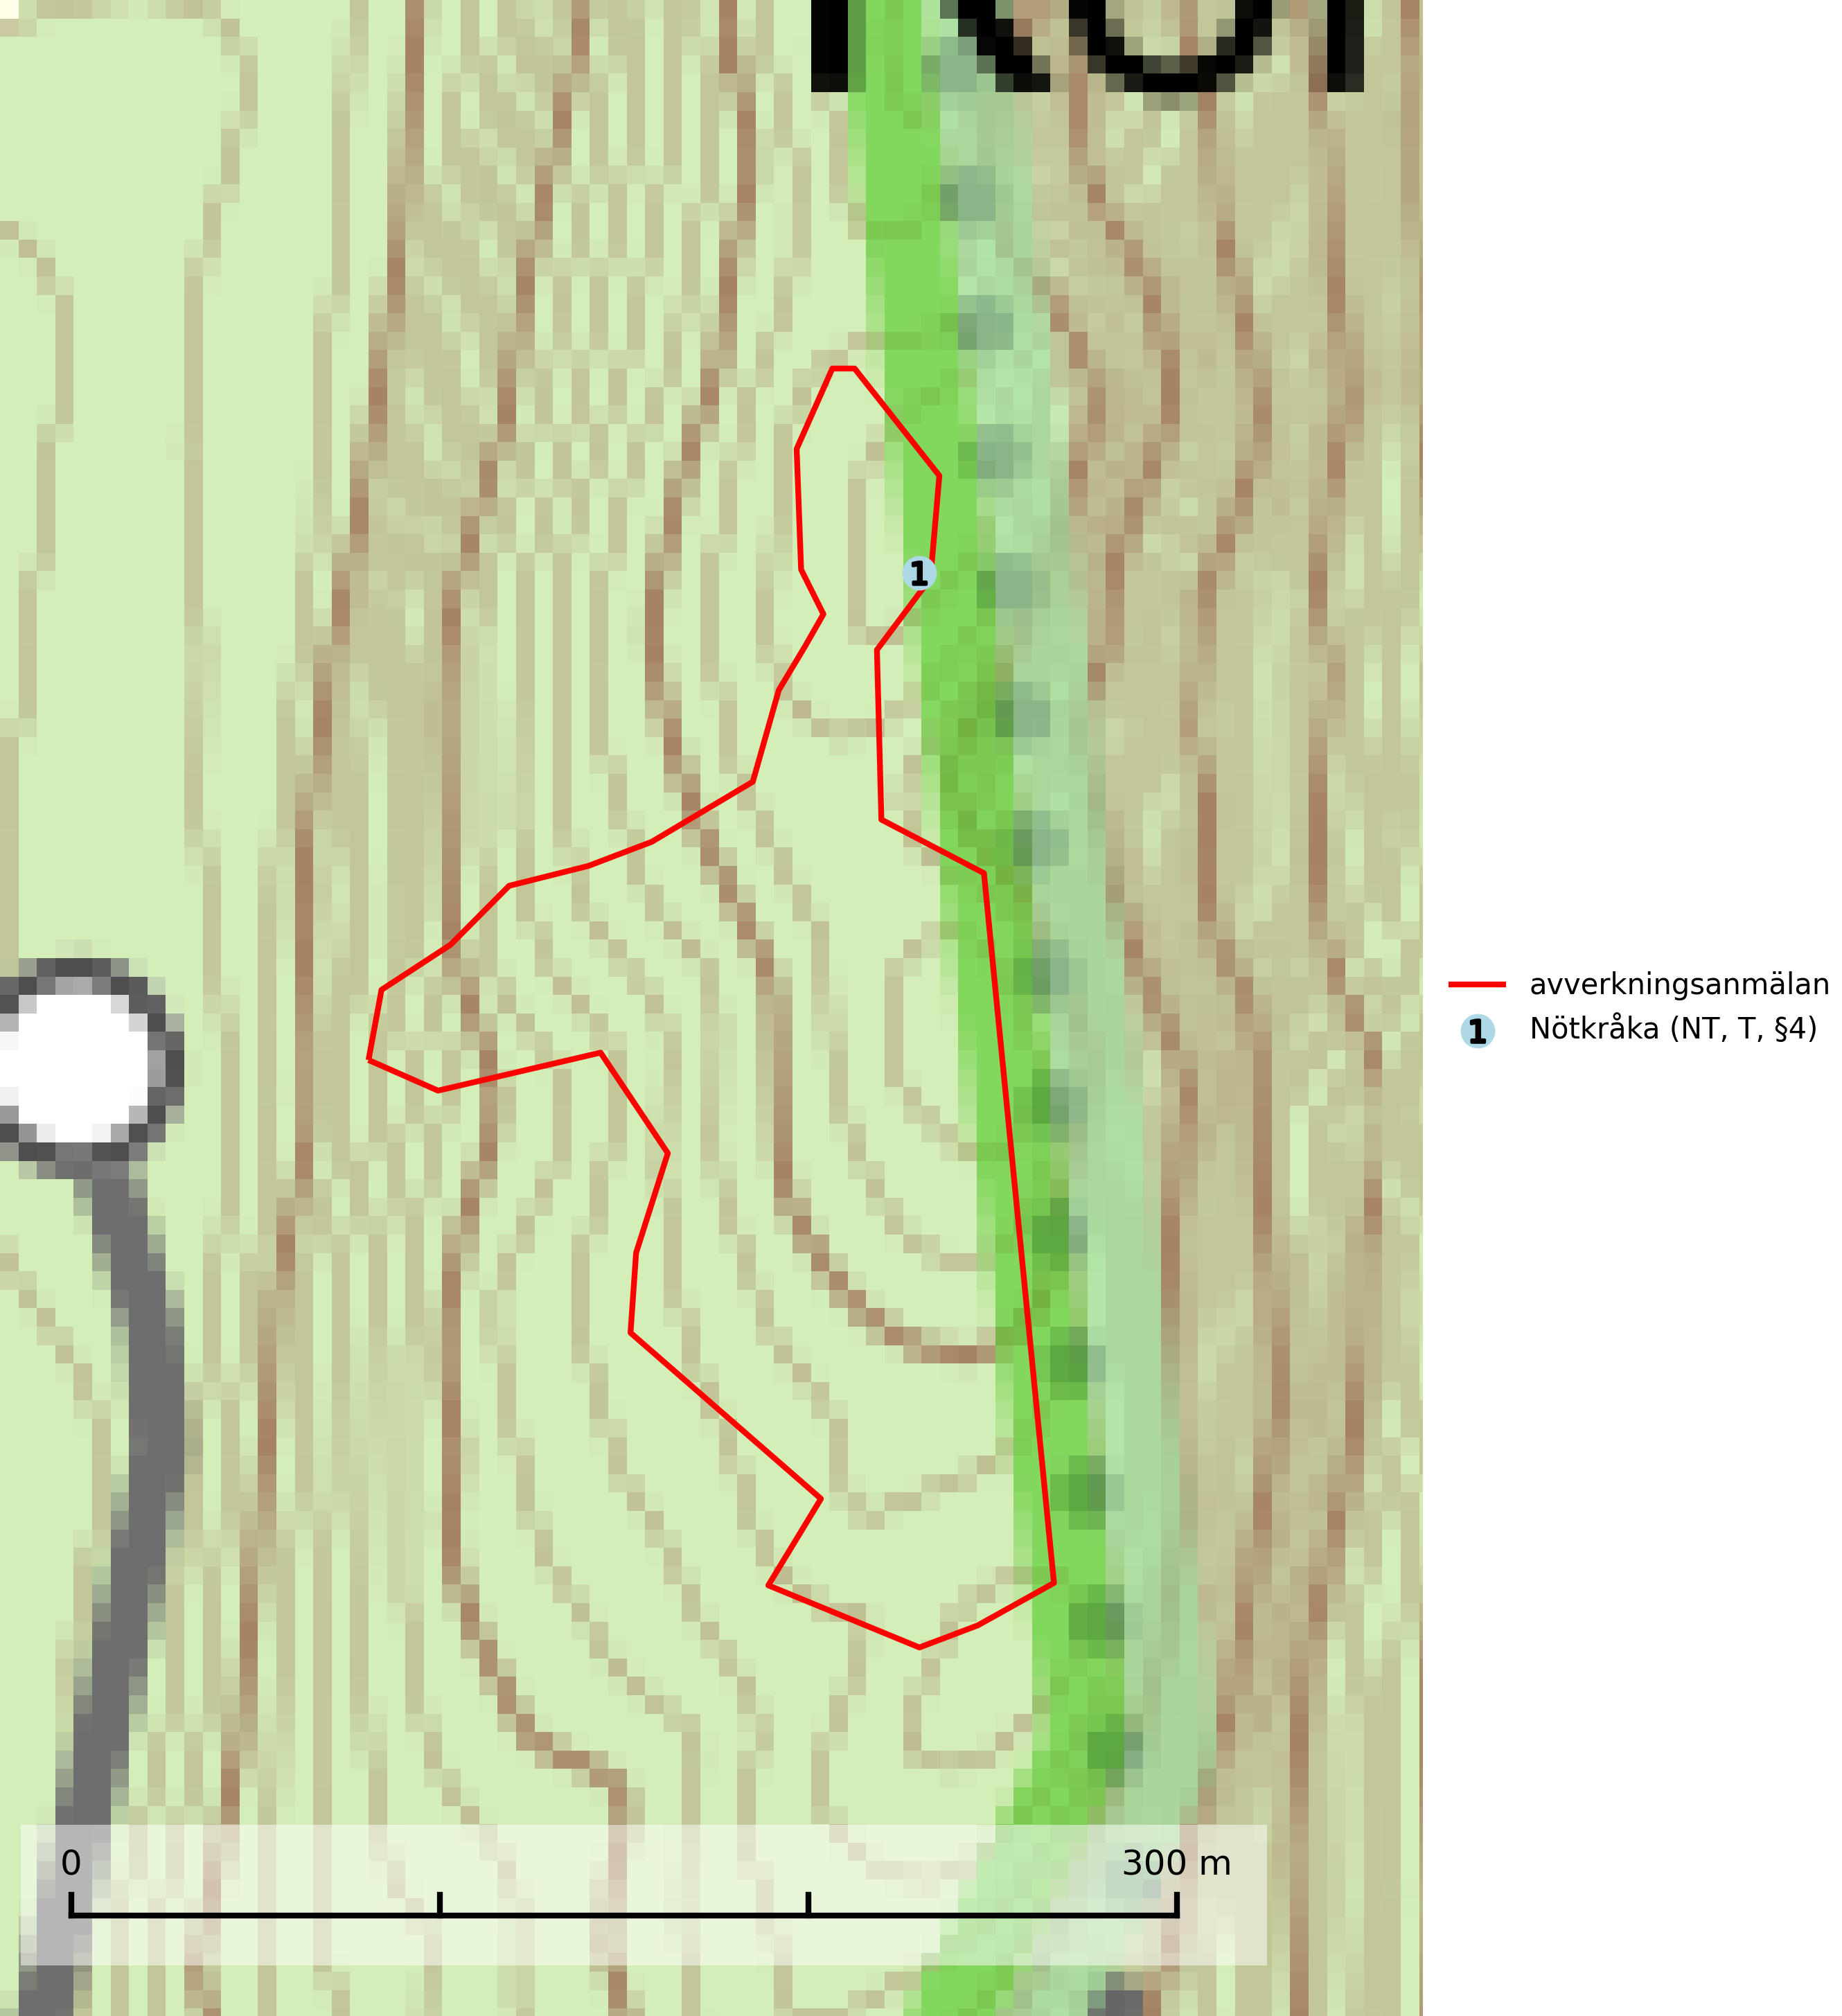 1
avverkningsanmälan
1 Nötkråka (NT, T, §4)
0 300 m